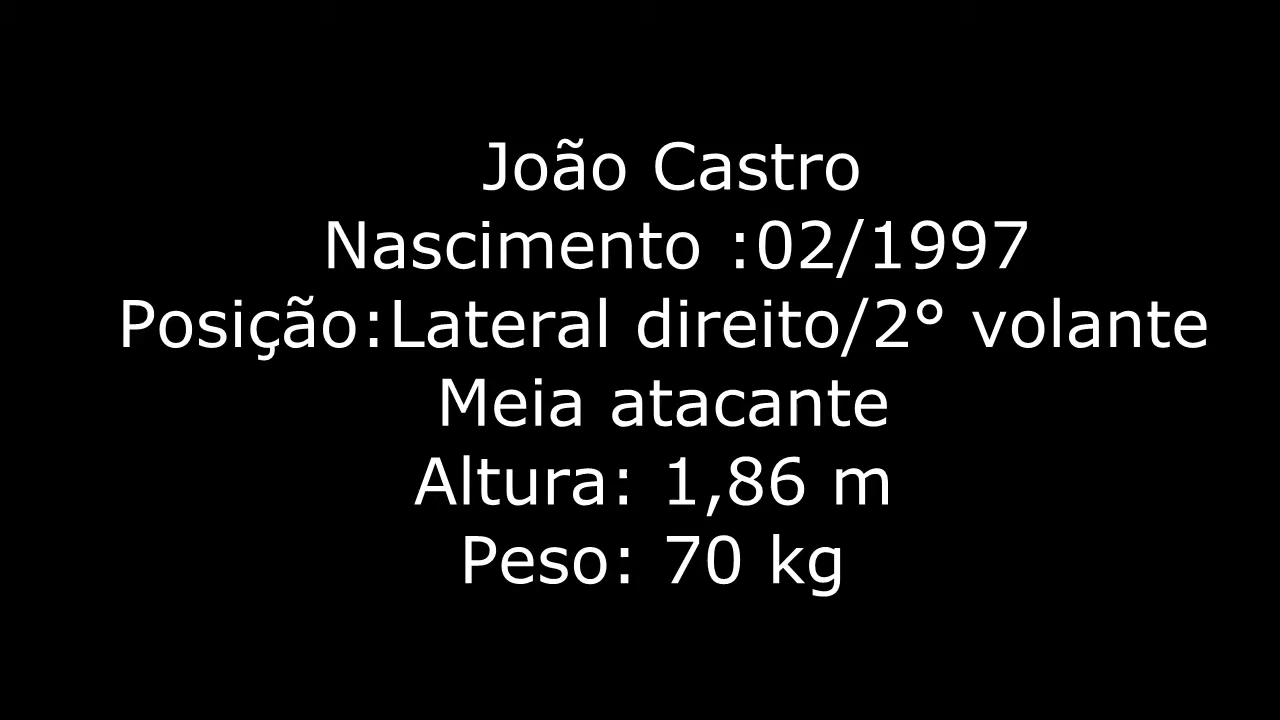 João Castro
Nascimento :02/1997
Posição:Lateral direito/2° volante
Meia atacante
Altura: 1,86 m
Peso: 70 kg